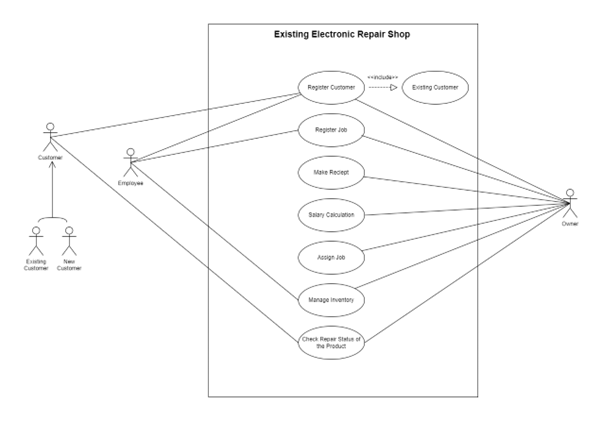 Existing Electronic Repair Shop
Register Customer
<<include>>
Existing Customer
Register Job
Make Reciept
Salary Calculation
Assign Job
Manage Inventory
Check Repair Status of
the Product
Customer
Employee
Existing
Customer
New
Customer
Owner